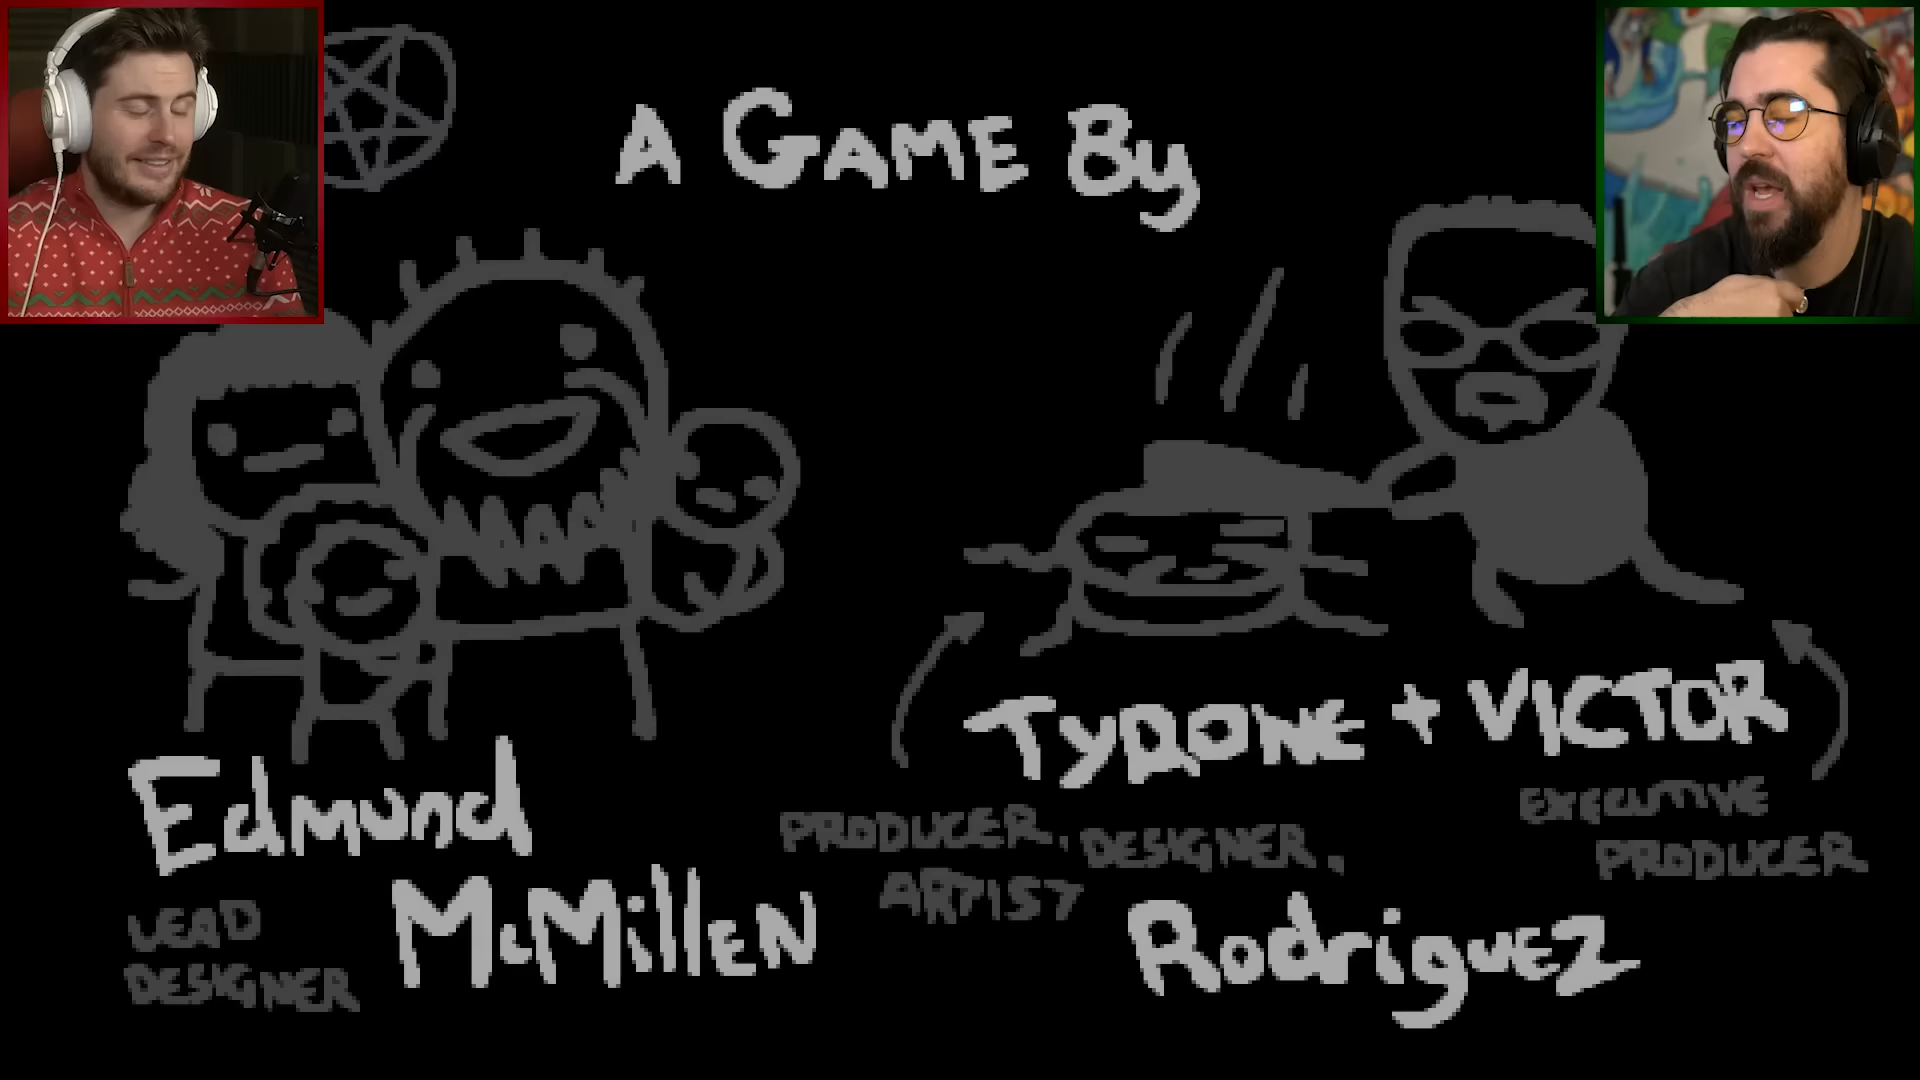 A GAME By
TYRONE + VICTOR
Edmund
EXECUTIVE
PRODUCER
PRODUCER, DESIGNER,
ARTIST
LEAD
DESIGNER
McMillEN
RodriguEz